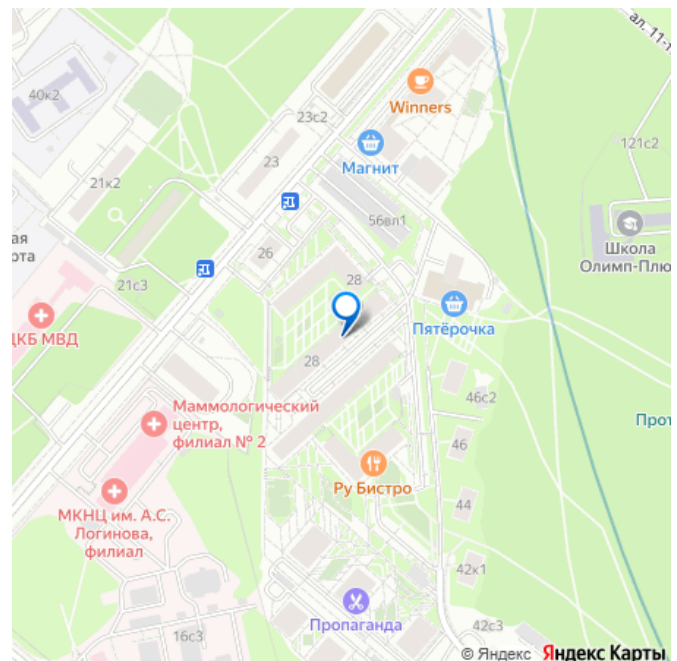 ал. 11-
40к2
23с2
Winners
Магнит
121с2
23
21к2
56вл1
Школа
Олимп-Плю
ая
рта
26
21с3
28
ЦКБ МВД
Пятёрочка
28
46с2
Маммологический
центр,
филиал № 2
Прот
46
Ру Бистро
МКНЦ им. А.С.
Логинова,
филиал
44
42к1
Пропаганда
16с3
42с3
© Яндекс Яндекс Карты